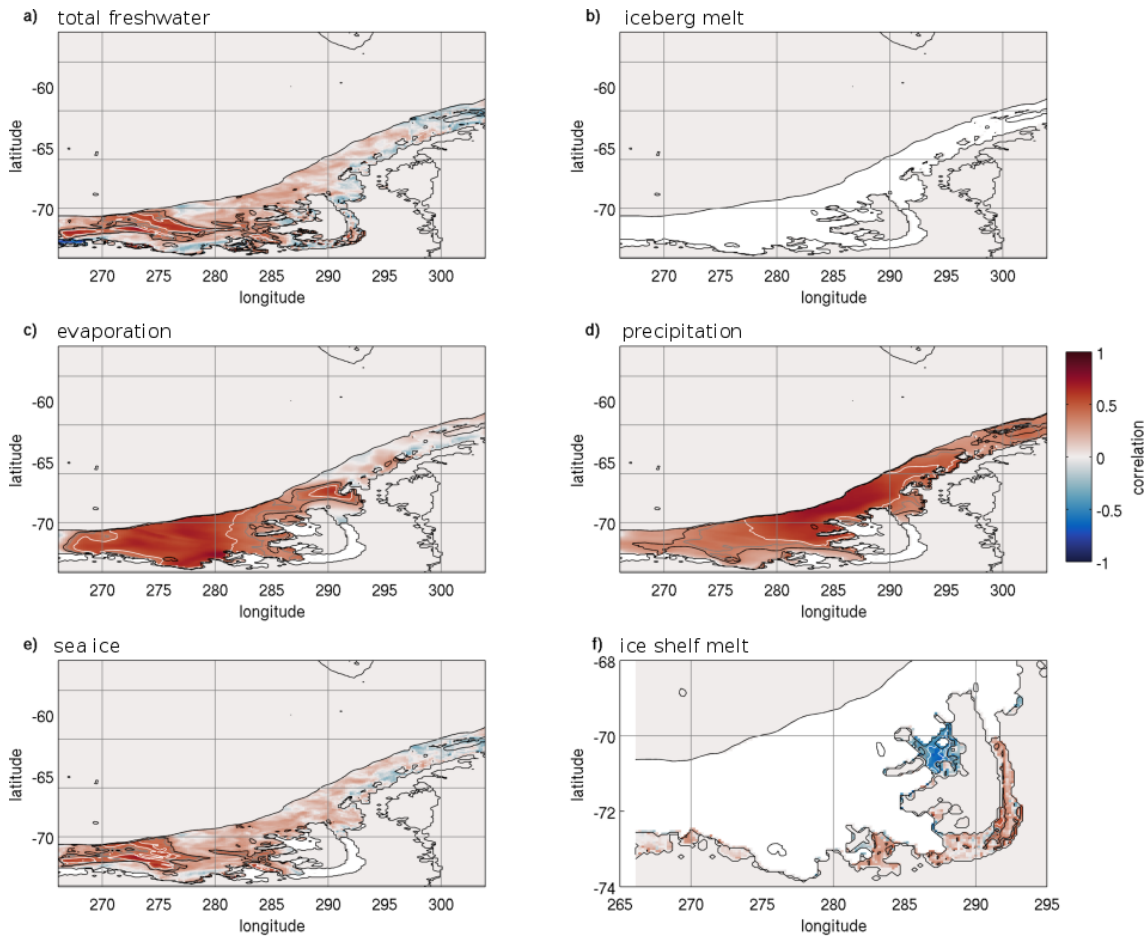 a) total freshwater
b) iceberg melt
-60
-65
-70
latitude
270 275 280 285 290 295 300
longitude
-60
-65
-70
latitude
270 275 280 285 290 295 300
longitude
c) evaporation
d) precipitation
-60
-65
-70
latitude
270 275 280 285 290 295 300
longitude
-60
-65
-70
latitude
270 275 280 285 290 295 300
longitude
1
0.5
0
-0.5
-1
correlation
e) sea ice
f) ice shelf melt
-60
-65
-70
latitude
270 275 280 285 290 295 300
longitude
-68
-70
-72
-74
latitude
265 270 275 280 285 290 295
longitude